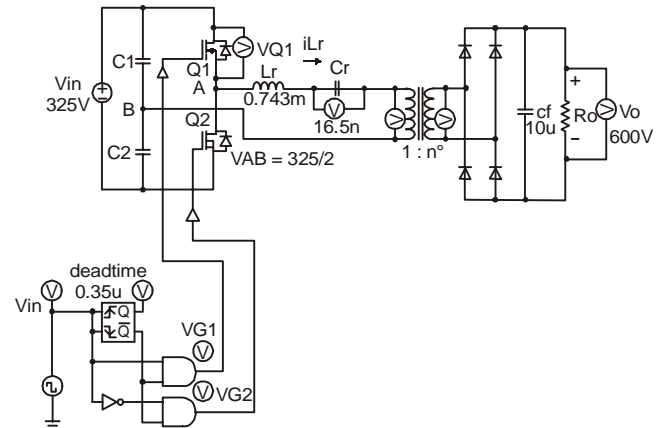 iLr
VQ1
C1
Q1
Lr
Cr
Vin
325V
A
0.743m
V
16.5n
V
V
B
Q2
C2
VAB = 325/2
1 : n°
cf
10u
+
Ro
−
V
Vo
600V
deadtime
0.35u
V
V
Vin
Q
Q
VG1
V
V
VG2